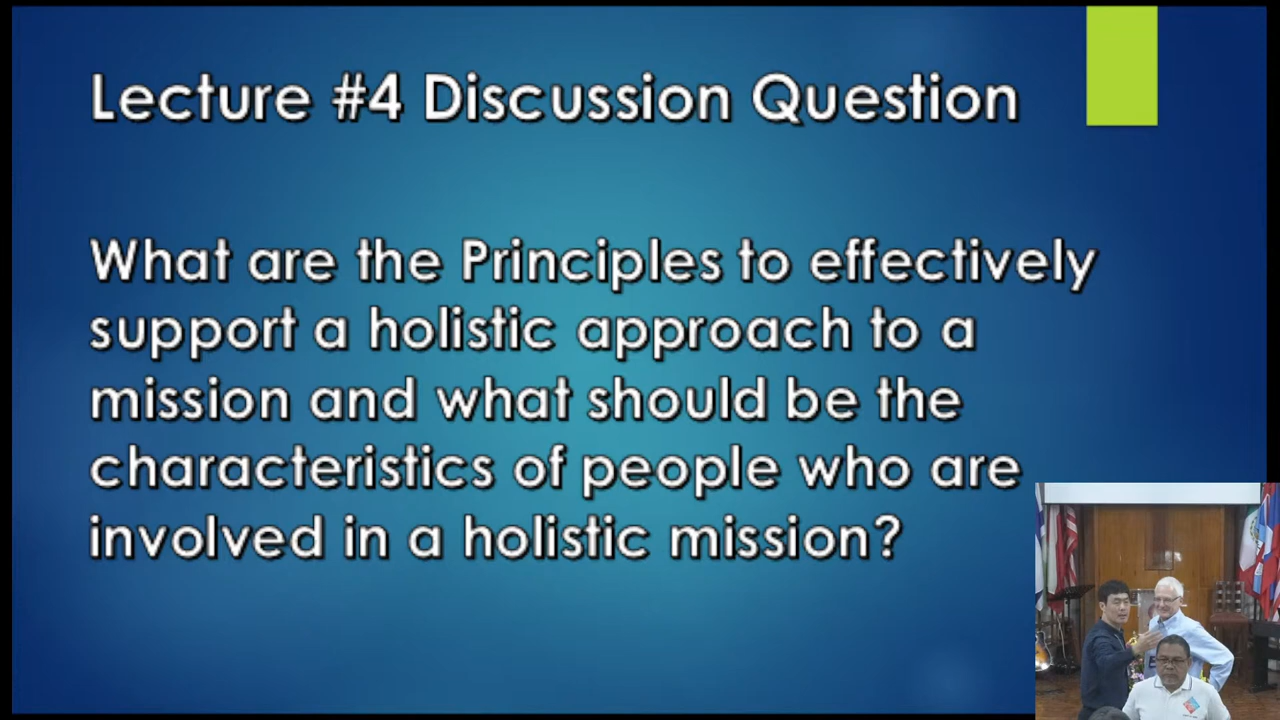 Lecture #4 Discussion Question
What are the Principles to effectively
support a holistic approach to a
mission and what should be the
characteristics of people who are
involved in a holistic mission?